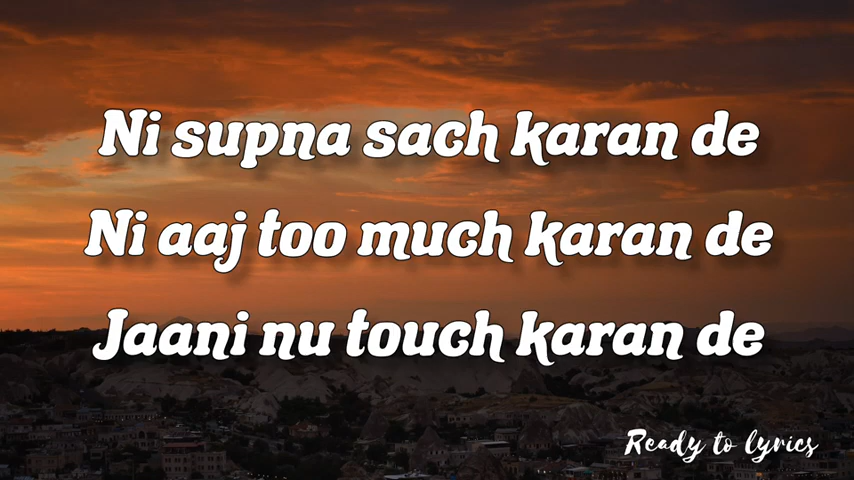 Ni supna sach karan de
Ni aaj too much karan de
Jaani nu touch karan de
Ready to lyrics